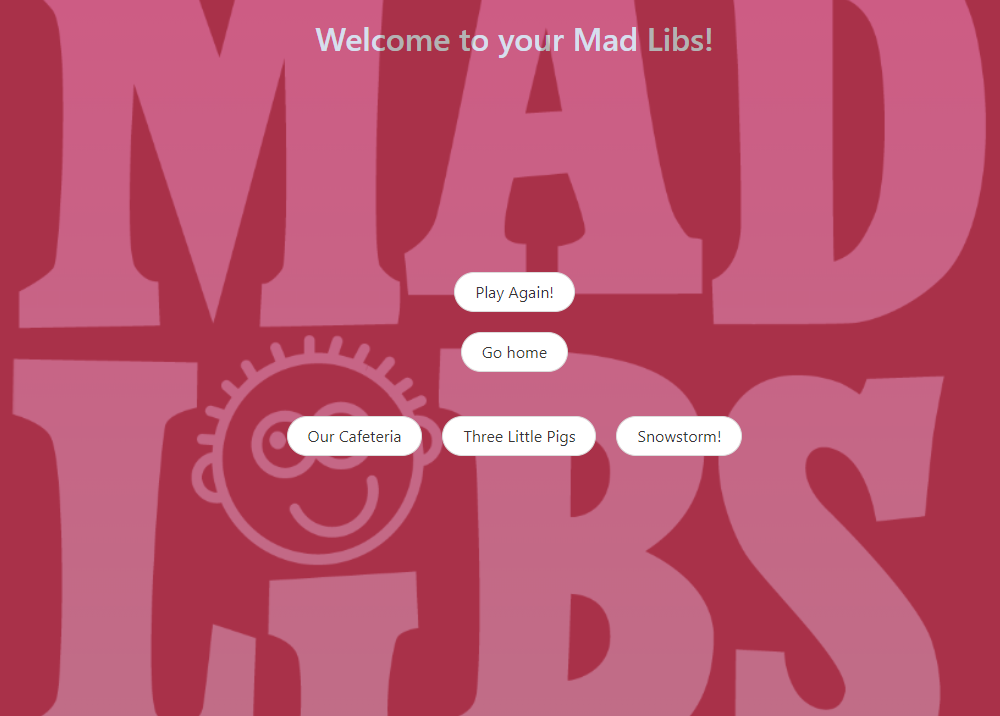 Welcome to your Mad Libs!
MAD
LiBS
Play Again!
Go home
Our Cafeteria
Three Little Pigs
Snowstorm!